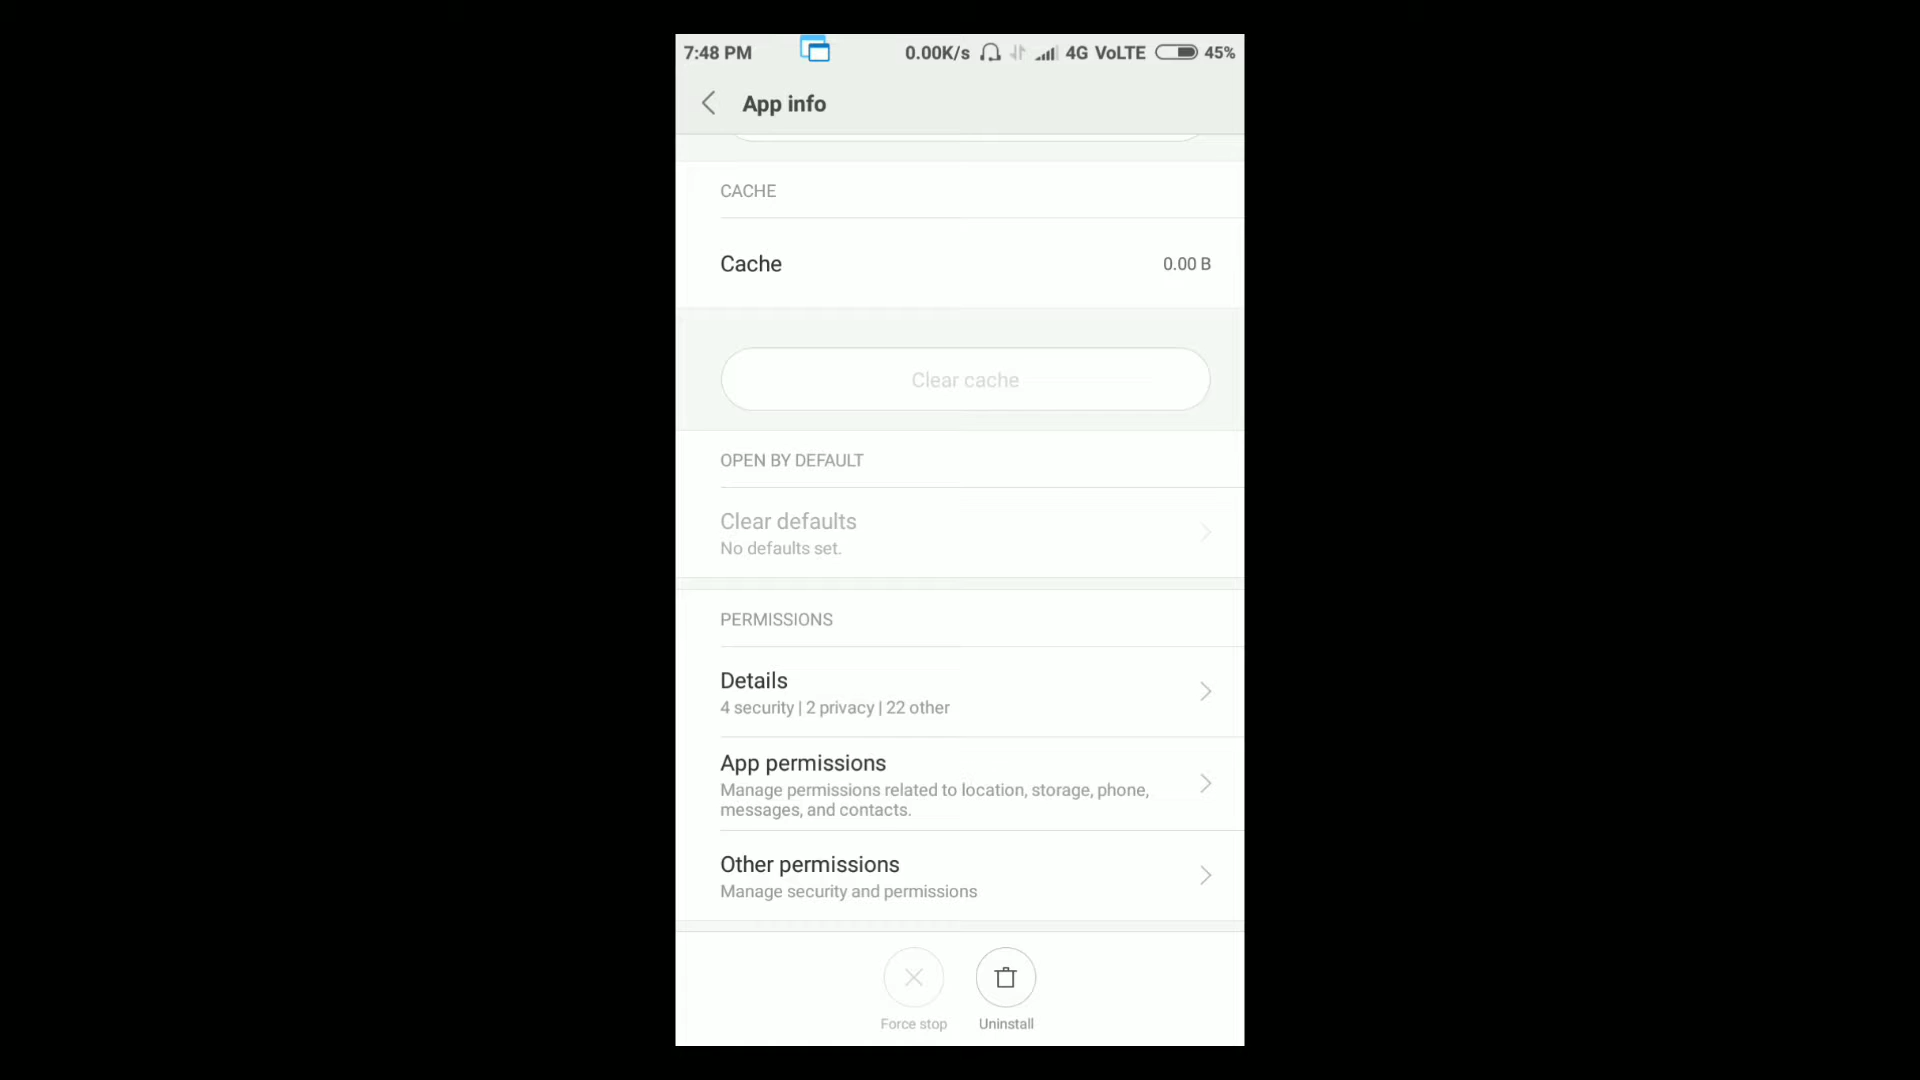 7:48 PM 0.00K/s 4G VoLTE 45%
App info
CACHE
Cache 0.00 B
Clear cache
OPEN BY DEFAULT
Clear defaults
No defaults set.
PERMISSIONS
Details
4 security | 2 privacy | 22 other
App permissions
Manage permissions related to location, storage, phone,
messages, and contacts.
Other permissions
Manage security and permissions
Force stop Uninstall